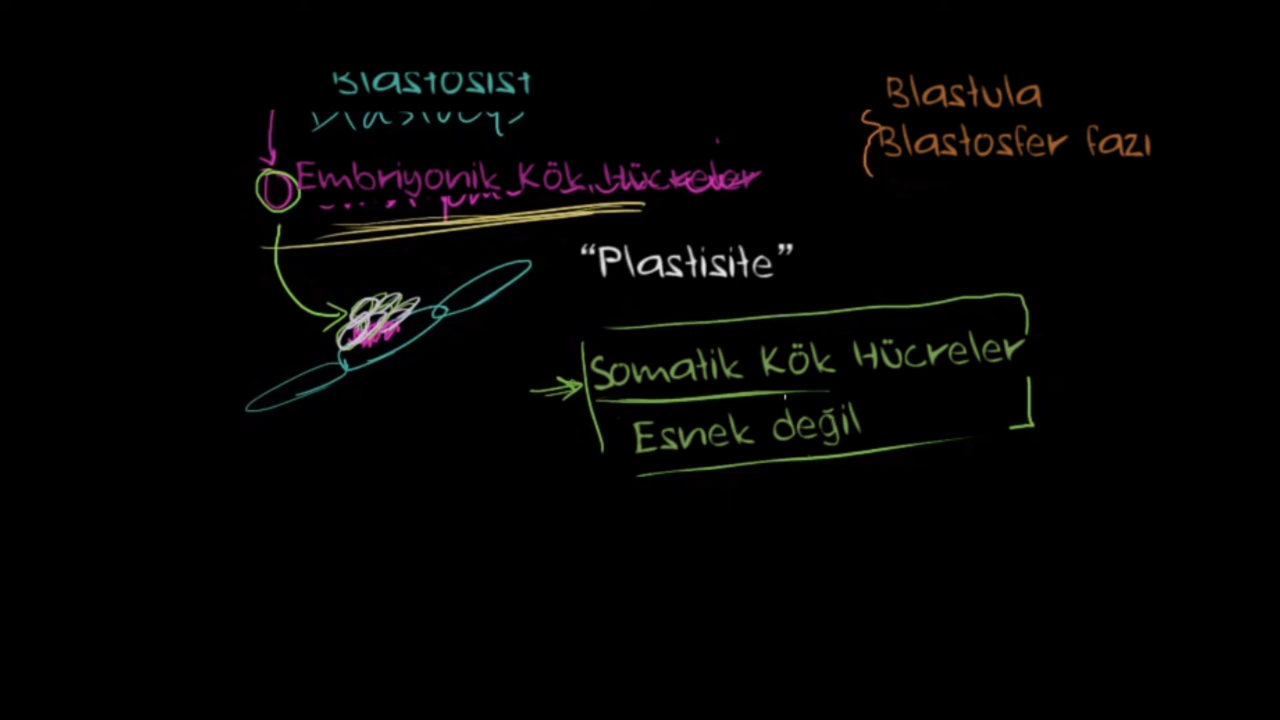 Blastosist
Blastula
Blastosfer fazı
Embriyonik Kök Hücreler
“Plastisite”
Somatik Kök Hücreler
Esnek değil